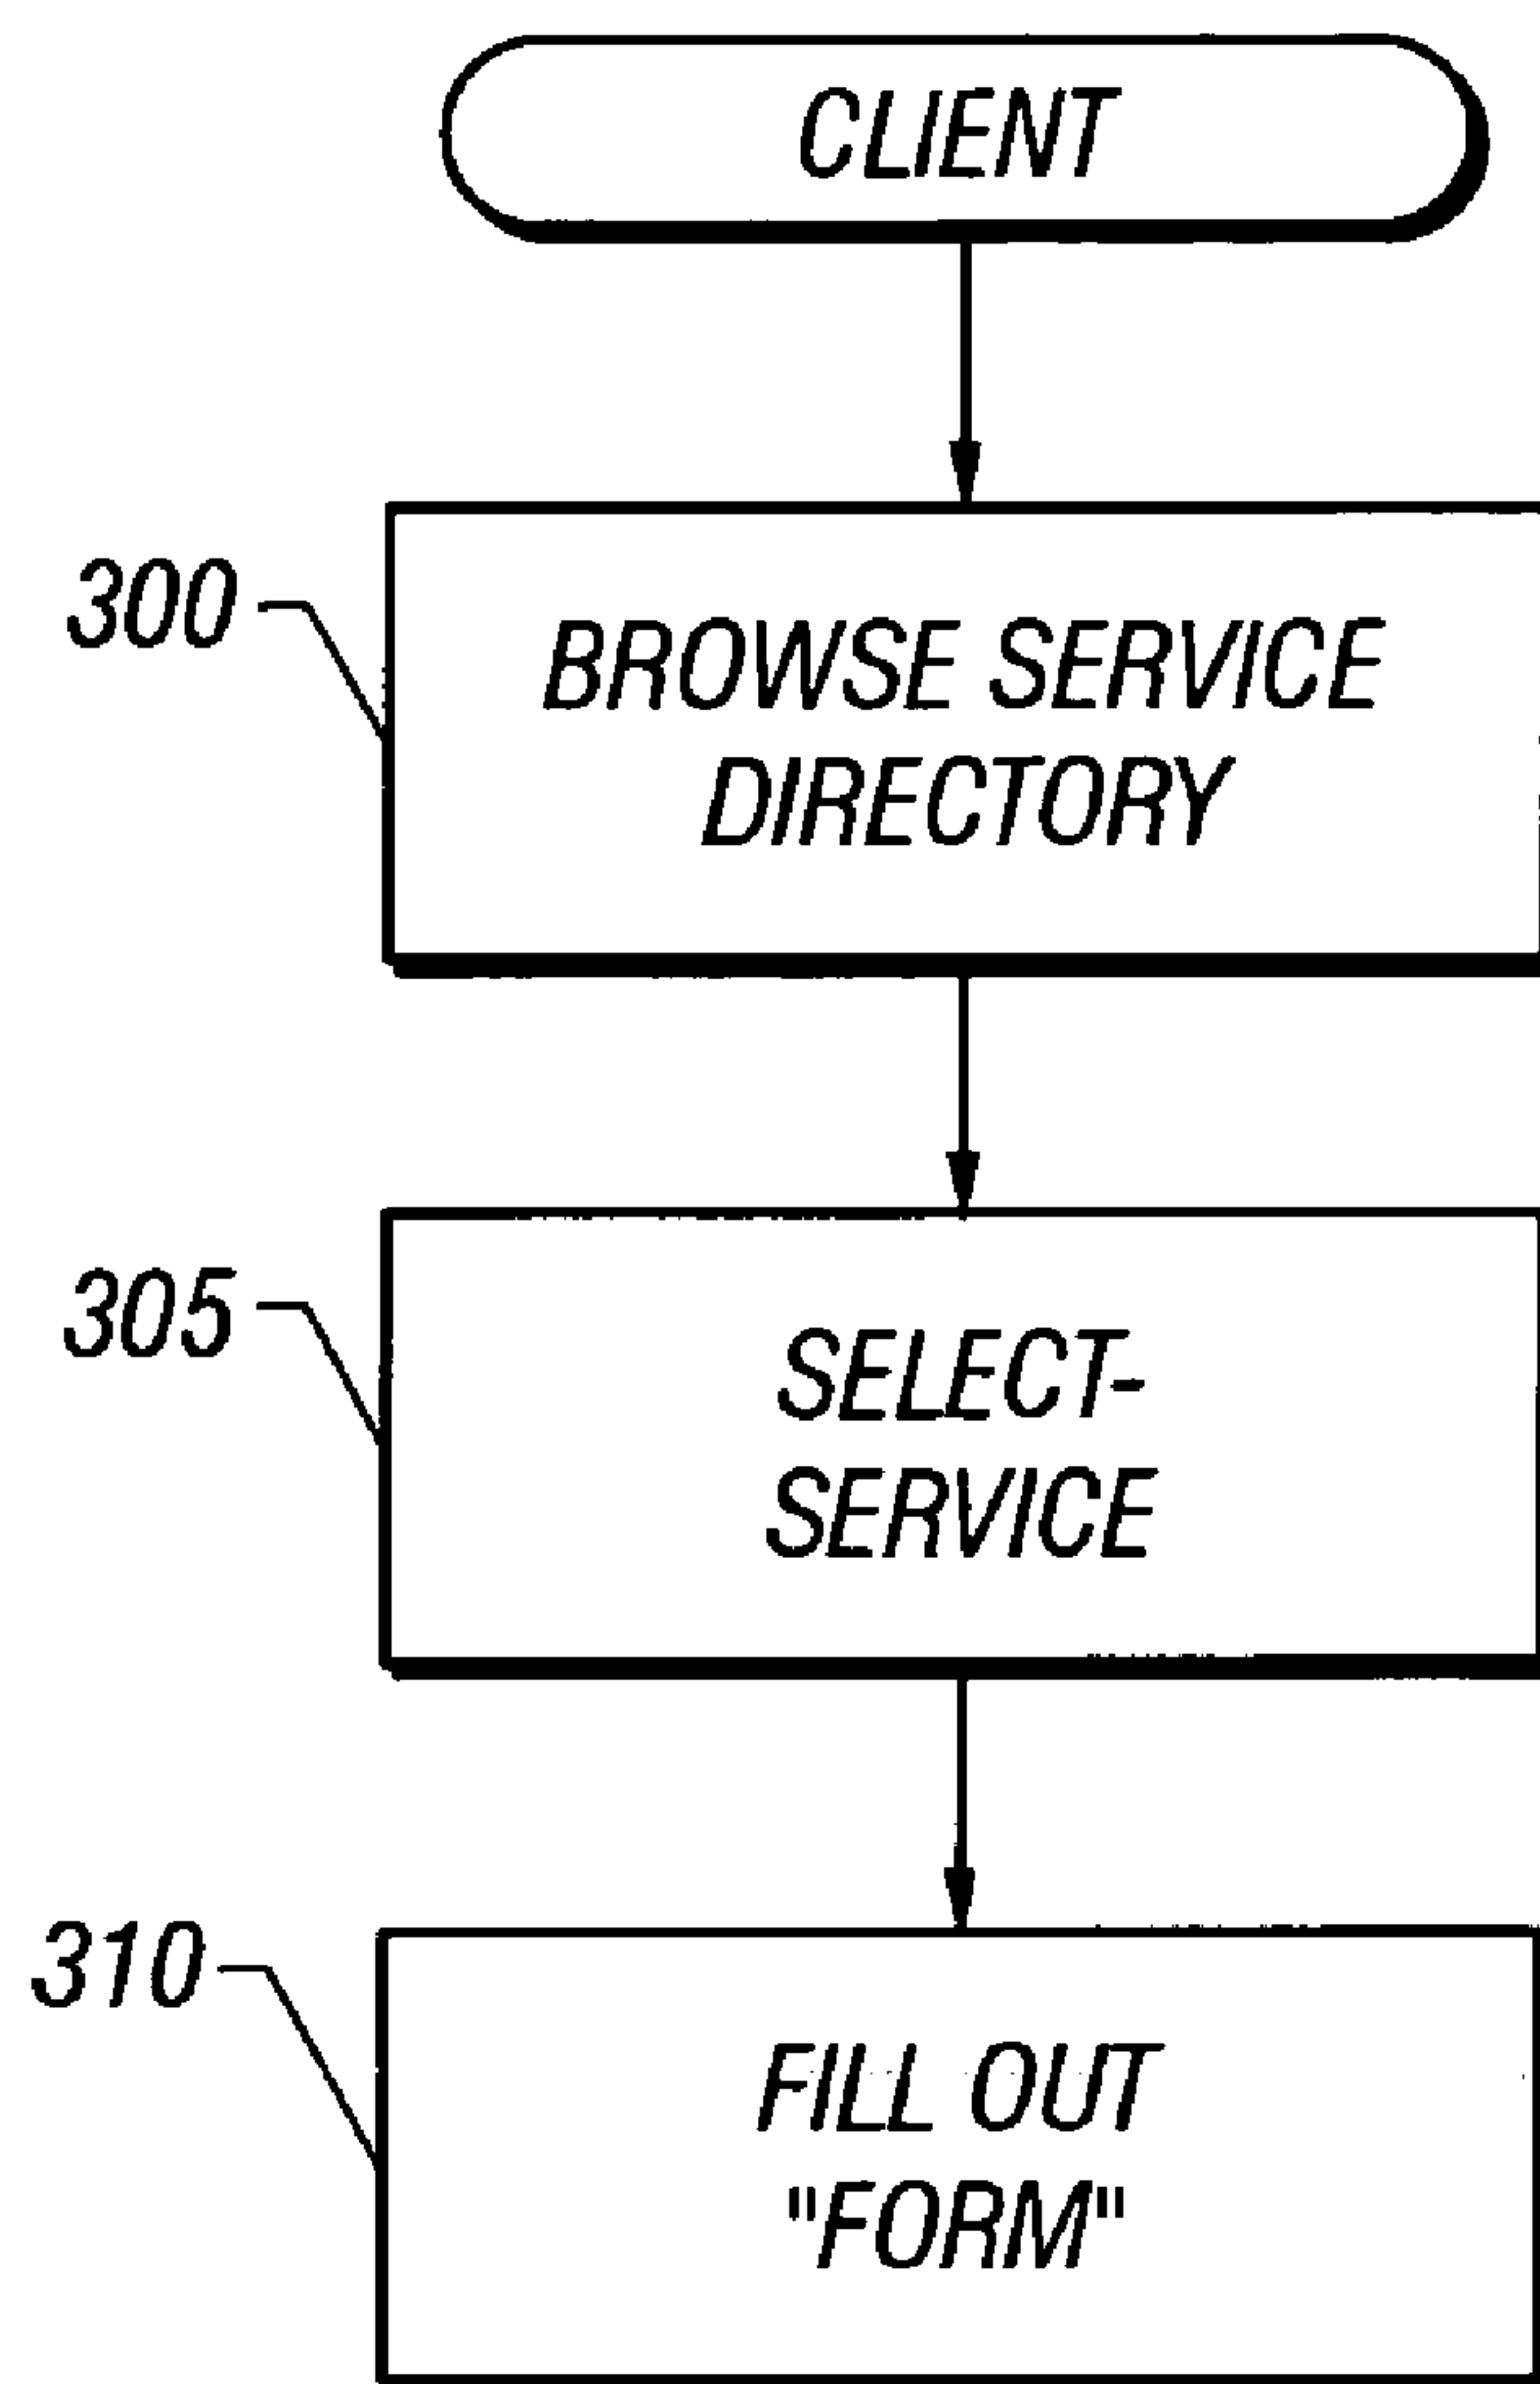 CLIENT
300
BROWSE SERVICE
DIRECTORY
305
SELECT-
SERVICE
310
FILL OUT
"FORM"